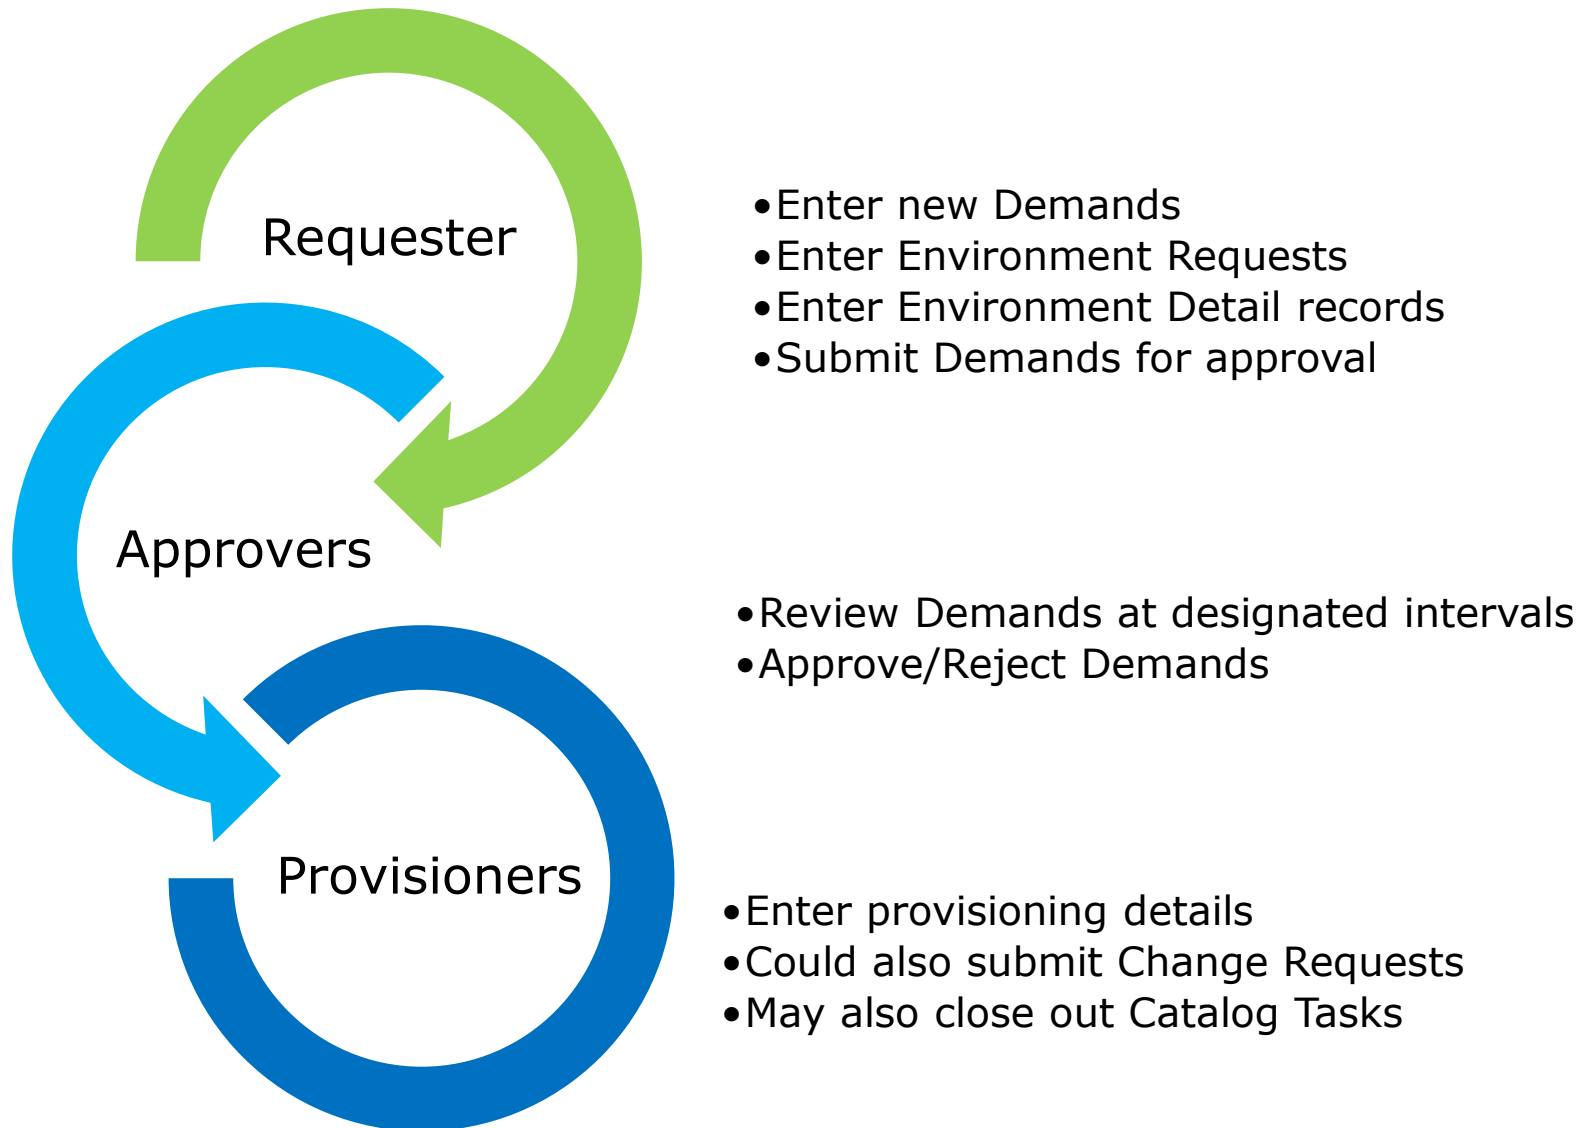 Requester
•Enter new Demands
•Enter Environment Requests
•Enter Environment Detail records
•Submit Demands for approval
Approvers
•Review Demands at designated intervals
•Approve/Reject Demands
Provisioners
•Enter provisioning details
•Could also submit Change Requests
•May also close out Catalog Tasks